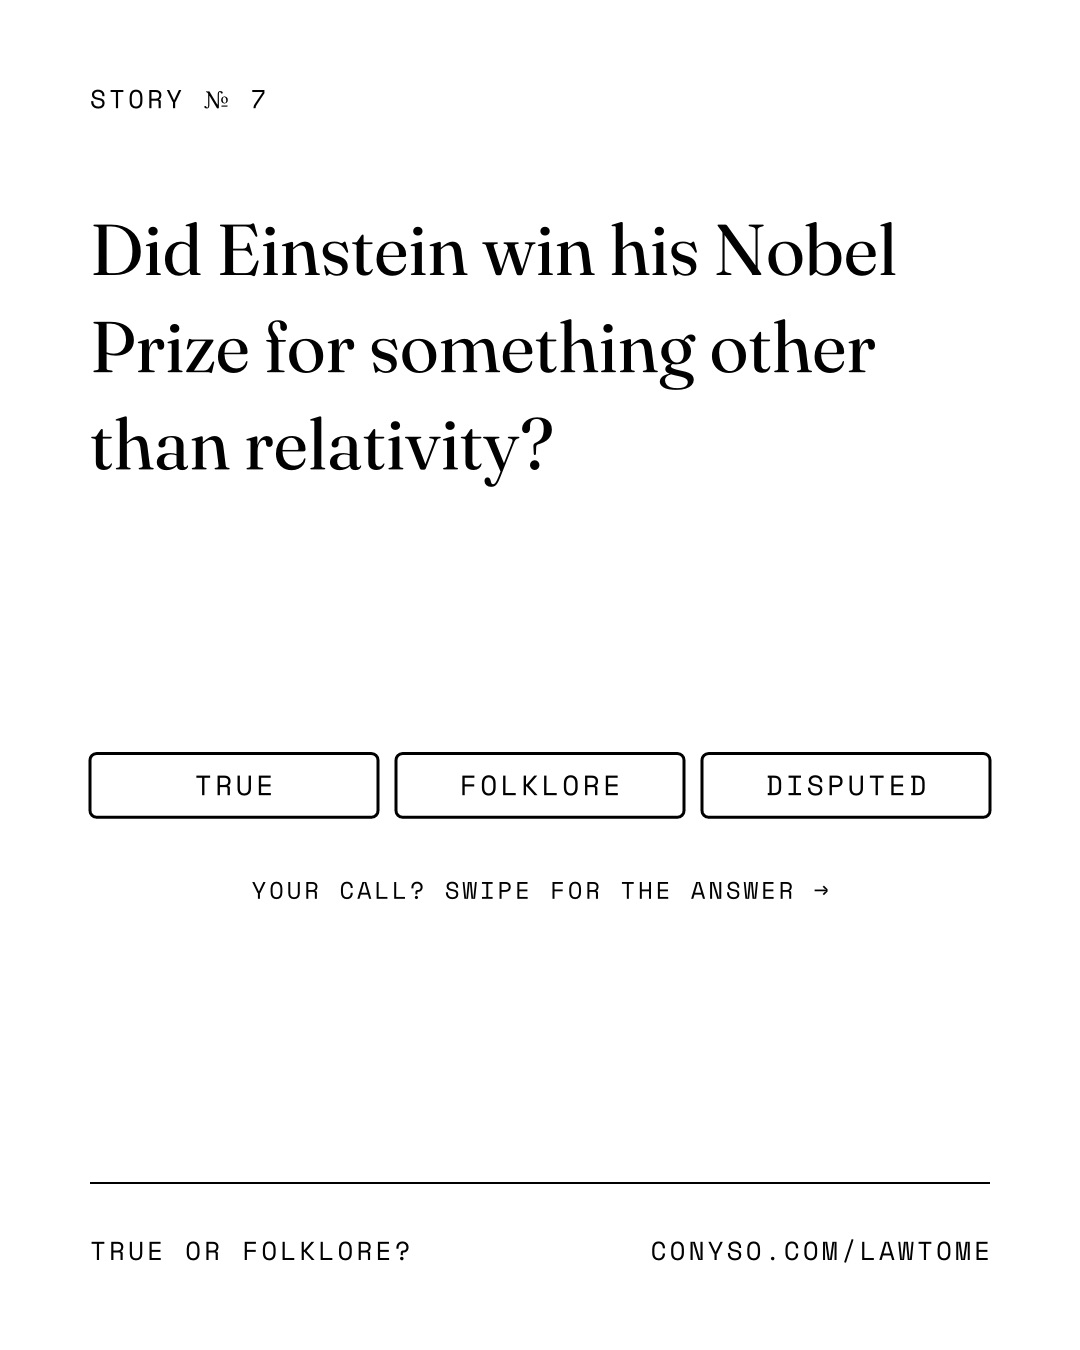 STORY № 7
Did Einstein win his Nobel
Prize for something other
than relativity?
TRUE
FOLKLORE
DISPUTED
YOUR CALL? SWIPE FOR THE ANSWER →
TRUE OR FOLKLORE?
CONYSO.COM/LAWTOME